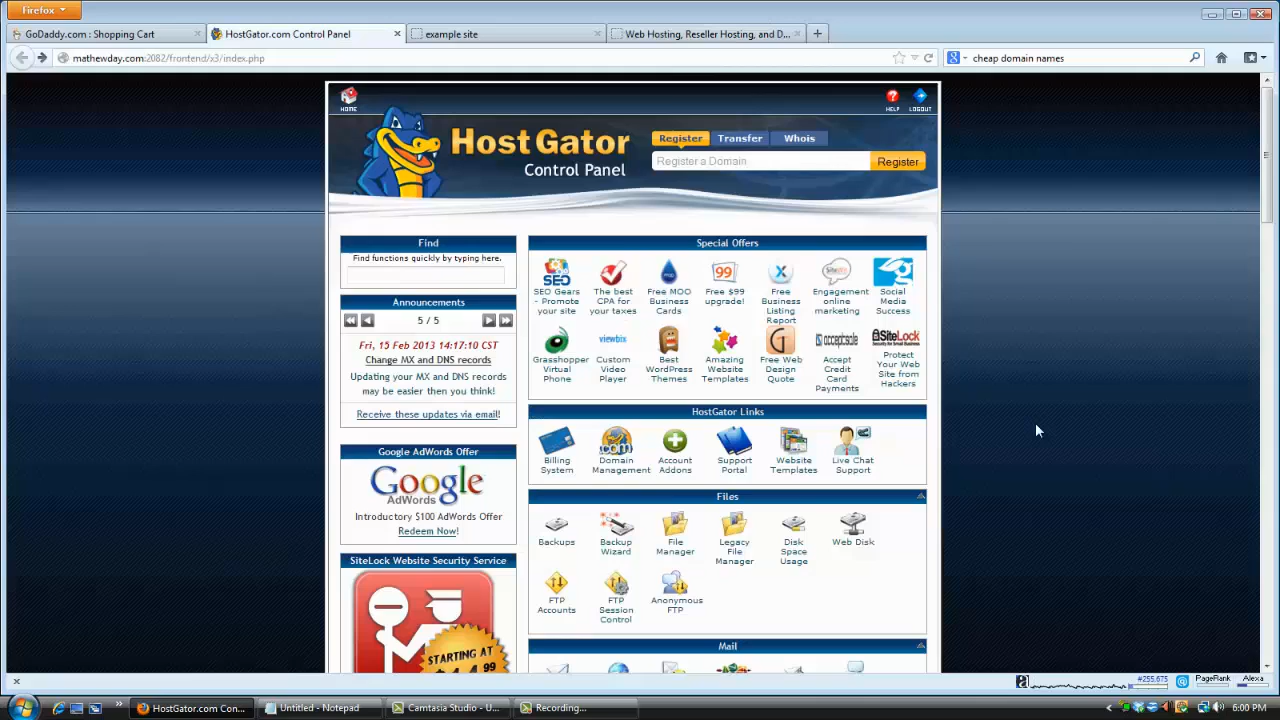 Firefox
GoDaddy.com : Shopping Cart
HostGator.com Control Panel
example site
Web Hosting, Reseller Hosting, and D...
mathewday.com:2082/frontend/x3/index.php
cheap domain names
HOME
HELP
LOGOUT
HostGator
Control Panel
Register
Transfer
Whois
Register a Domain
Register
Find
Find functions quickly by typing here.
Announcements
5 / 5
Fri, 15 Feb 2013 14:17:10 CST
Change MX and DNS records
Updating your MX and DNS records
may be easier then you think!
Receive these updates via email!
Google AdWords Offer
Google
AdWords
Introductory $100 AdWords Offer
Redeem Now!
SiteLock Website Security Service
STARTING AT
Special Offers
SEO
SEO Gears
- Promote
your site
The best
CPA for
your taxes
Free MOO
Business
Cards
99
Free $99
upgrade!
X
Free
Business
Listing
Report
Engagement
online
marketing
Social
Media
Success
Grasshopper
Virtual
Phone
viewbix
Custom
Video
Player
Best
WordPress
Themes
Amazing
Website
Templates
G
Free Web
Design
Quote
Accept
Credit
Card
Payments
SiteLock
Protect
Your Web
Site from
Hackers
HostGator Links
Billing
System
.com
Domain
Management
Account
Addons
Support
Portal
Website
Templates
Live Chat
Support
Files
Backups
Backup
Wizard
File
Manager
Legacy
File
Manager
Disk
Space
Usage
Web Disk
FTP
Accounts
FTP
Session
Control
Anonymous
FTP
Mail
#255,675
PageRank
Alexa
HostGator.com Con...
Untitled - Notepad
Camtasia Studio - U...
Recording...
6:00 PM